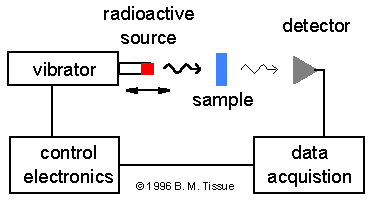 radioactive
source
detector
vibrator
sample
control
electronics
data
acquistion
© 1996 B. M. Tissue